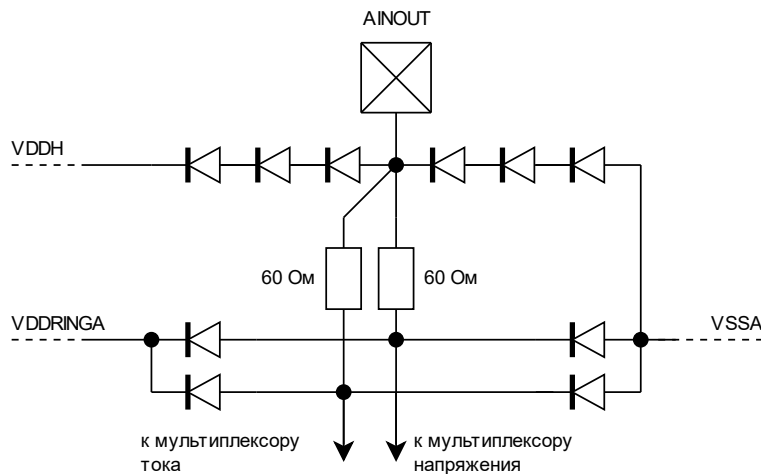 AINOUT
VDDH
60 Ом
60 Ом
VDDRINGA
VSSA
к мультиплексору
тока
к мультиплексору
напряжения